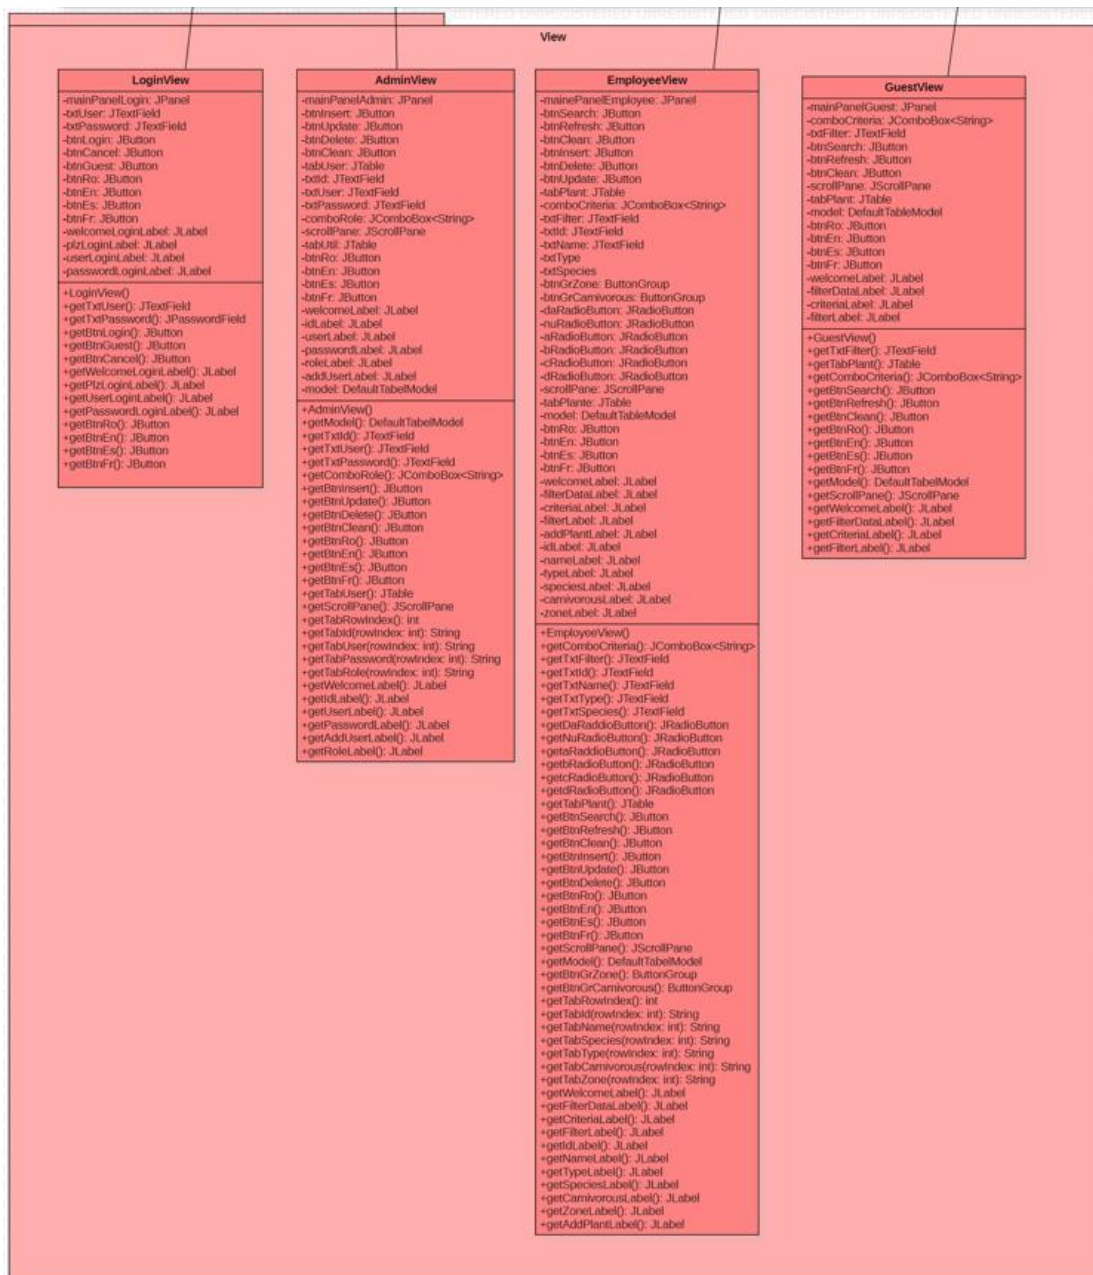 UNREGISTERED UNREGISTERED UNREGISTERED UNREGISTERED UNREGISTERED
View
LoginView
-mainPanelLogin: JPanel
-txtUser: JTextField
-txtPassword: JTextField
-btnLogin: JButton
-btnCancel: JButton
-btnGuest: JButton
-btnRo: JButton
-btnEn: JButton
-btnEs: JButton
-btnFr: JButton
-welcomeLoginLabel: JLabel
-plzLoginLabel: JLabel
-userLoginLabel: JLabel
-passwordLoginLabel: JLabel
+LoginView()
+getTxtUser(): JTextField
+getTxtPassword(): JPasswordField
+getBtnLogin(): JButton
+getBtnGuest(): JButton
+getBtnCancel(): JButton
+getWelcomeLoginLabel(): JLabel
+getPlzLoginLabel(): JLabel
+getUserLoginLabel(): JLabel
+getPasswordLoginLabel(): JLabel
+getBtnRo(): JButton
+getBtnEn(): JButton
+getBtnEs(): JButton
+getBtnFr(): JButton
AdminView
-mainPanelAdmin: JPanel
-btnInsert: JButton
-btnUpdate: JButton
-btnDelete: JButton
-btnClean: JButton
-tabUser: JTable
-txtId: JTextField
-txtUser: JTextField
-txtPassword: JTextField
-comboRole: JComboBox<String>
-scrollPane: JScrollPane
-tabUtil: JTable
-btnRo: JButton
-btnEn: JButton
-btnEs: JButton
-btnFr: JButton
-welcomeLabel: JLabel
-idLabel: JLabel
-userLabel: JLabel
-passwordLabel: JLabel
-roleLabel: JLabel
-addUserLabel: JLabel
-model: DefaultTabelModel
+AdminView()
+getModel(): DefaultTabelModel
+getTxtId(): JTextField
+getTxtUser(): JTextField
+getTxtPassword(): JTextField
+getComboRole(): JComboBox<String>
+getBtnInsert(): JButton
+getBtnUpdate(): JButton
+getBtnDelete(): JButton
+getBtnClean(): JButton
+getBtnRo(): JButton
+getBtnEn(): JButton
+getBtnEs(): JButton
+getBtnFr(): JButton
+getTabUser(): JTable
+getScrollPane(): JScrollPane
+getTabRowIndex(): int
+getTabId(rowIndex: int): String
+getTabUser(rowIndex: int): String
+getTabPassword(rowIndex: int): String
+getTabRole(rowIndex: int): String
+getWelcomeLabel(): JLabel
+getIdLabel(): JLabel
+getUserLabel(): JLabel
+getPasswordLabel(): JLabel
+getAddUserLabel(): JLabel
+getRoleLabel(): JLabel
EmployeeView
-mainePanelEmployee: JPanel
-btnSearch: JButton
-btnRefresh: JButton
-btnClean: JButton
-btnInsert: JButton
-btnDelete: JButton
-btnUpdate: JButton
-tabPlant: JTable
-comboCriteria: JComboBox<String>
-txtFilter: JTextField
-txtId: JTextField
-txtName: JTextField
-txtType
-txtSpecies
-btnGrZone: ButtonGroup
-btnGrCarnivorous: ButtonGroup
-daRadioButton: JRadioButton
-nuRadioButton: JRadioButton
-aRadioButton: JRadioButton
-bRadioButton: JRadioButton
-cRadioButton: JRadioButton
-dRadioButton: JRadioButton
-scrollPane: JScrollPane
-tabPlante: JTable
-model: DefaultTableModel
-btnRo: JButton
-btnEn: JButton
-btnEs: JButton
-btnFr: JButton
-welcomeLabel: JLabel
-filterDataLabel: JLabel
-criteriaLabel: JLabel
-filterLabel: JLabel
-addPlantLabel: JLabel
-idLabel: JLabel
-nameLabel: JLabel
-typeLabel: JLabel
-speciesLabel: JLabel
-carnivorousLabel: JLabel
-zoneLabel: JLabel
+EmployeeView()
+getComboCriteria(): JComboBox<String>
+getTxtFilter(): JTextField
+getTxtId(): JTextField
+getTxtName(): JTextField
+getTxtType(): JTextField
+getTxtSpecies(): JTextField
+getDaRaddioButton(): JRadioButton
+getNuRadioButton(): JRadioButton
+getaRaddioButton(): JRadioButton
+getbRadioButton(): JRadioButton
+getcRadioButton(): JRadioButton
+getdRadioButton(): JRadioButton
+getTabPlant(): JTable
+getBtnSearch(): JButton
+getBtnRefresh(): JButton
+getBtnClean(): JButton
+getBtnInsert(): JButton
+getBtnUpdate(): JButton
+getBtnDelete(): JButton
+getBtnRo(): JButton
+getBtnEn(): JButton
+getBtnEs(): JButton
+getBtnFr(): JButton
+getScrollPane(): JScrollPane
+getModel(): DefaultTabelModel
+getBtnGrZone(): ButtonGroup
+getBtnGrCarnivorous(): ButtonGroup
+getTabRowIndex(): int
+getTabId(rowIndex: int): String
+getTabName(rowIndex: int): String
+getTabSpecies(rowIndex: int): String
+getTabType(rowIndex: int): String
+getTabCarnivorous(rowIndex: int): String
+getTabZone(rowIndex: int): String
+getWelcomeLabel(): JLabel
+getFilterDataLabel(): JLabel
+getCriteriaLabel(): JLabel
+getFilterLabel(): JLabel
+getIdLabel(): JLabel
+getNameLabel(): JLabel
+getTypeLabel(): JLabel
+getSpeciesLabel(): JLabel
+getCarnivorousLabel(): JLabel
+getZoneLabel(): JLabel
+getAddPlantLabel(): JLabel
GuestView
-mainPanelGuest: JPanel
-comboCriteria: JComboBox<String>
-txtFilter: JTextField
-btnSearch: JButton
-btnRefresh: JButton
-btnClean: JButton
-scrollPane: JScrollPane
-tabPlant: JTable
-model: DefaultTableModel
-btnRo: JButton
-btnEn: JButton
-btnEs: JButton
-btnFr: JButton
-welcomeLabel: JLabel
-filterDataLabel: JLabel
-criteriaLabel: JLabel
-filterLabel: JLabel
+GuestView()
+getTxtFilter(): JTextField
+getTabPlant(): JTable
+getComboCriteria(): JComboBox<String>
+getBtnSearch(): JButton
+getBtnRefresh(): JButton
+getBtnClean(): JButton
+getBtnRo(): JButton
+getBtnEn(): JButton
+getBtnEs(): JButton
+getBtnFr(): JButton
+getModel(): DefaultTabelModel
+getScrollPane(): JScrollPane
+getWelcomeLabel(): JLabel
+getFilterDataLabel(): JLabel
+getCriteriaLabel(): JLabel
+getFilterLabel(): JLabel